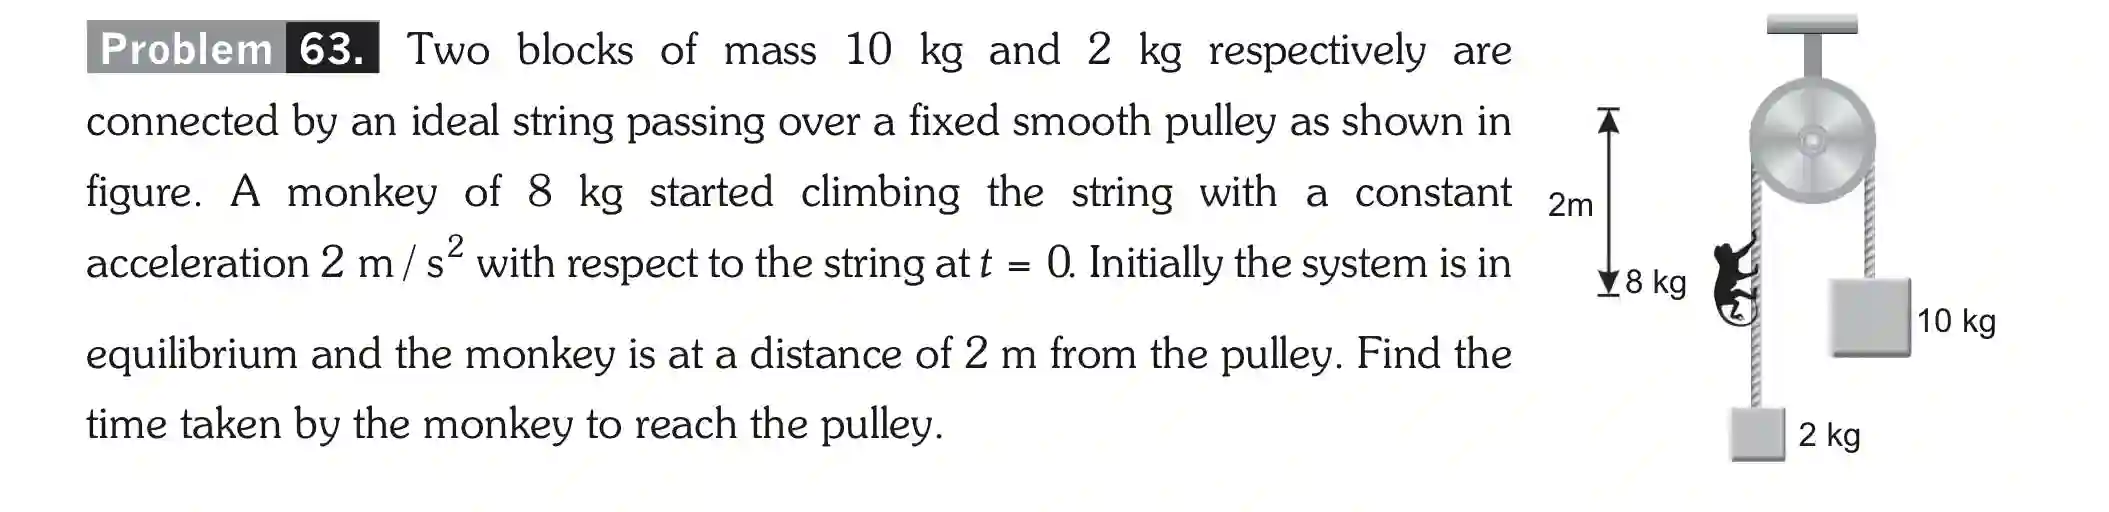 Problem 63. Two blocks of mass 10 kg and 2 kg respectively are
connected by an ideal string passing over a fixed smooth pulley as shown in
figure. A monkey of 8 kg started climbing the string with a constant
acceleration 2 m / s² with respect to the string at t = 0. Initially the system is in
equilibrium and the monkey is at a distance of 2 m from the pulley. Find the
time taken by the monkey to reach the pulley.
2m
8 kg
10 kg
2 kg